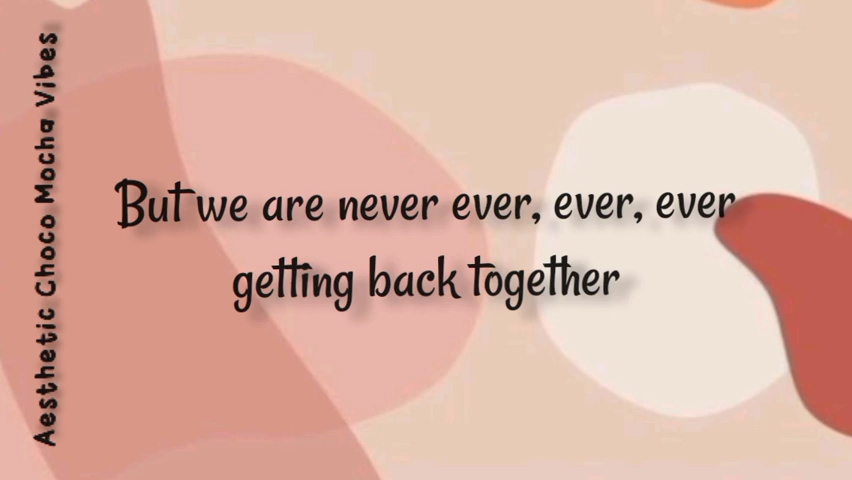 Aesthetic Choco Mocha Vibes
But we are never ever, ever, ever
getting back together